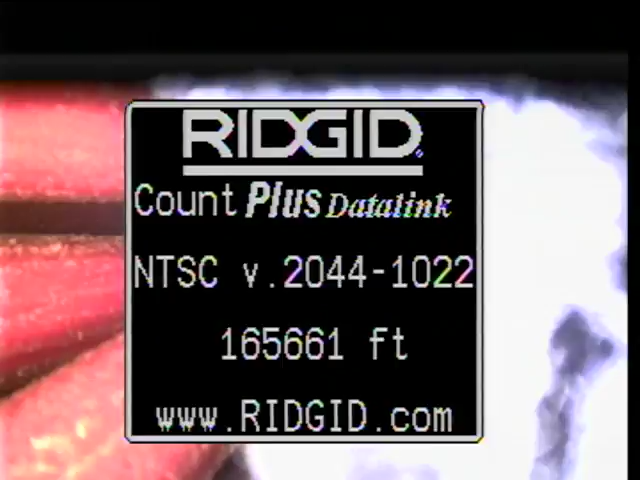 RIDGID
Count Plus Datalink
NTSC v.2044-1022
165661 ft
www.RIDGID.com